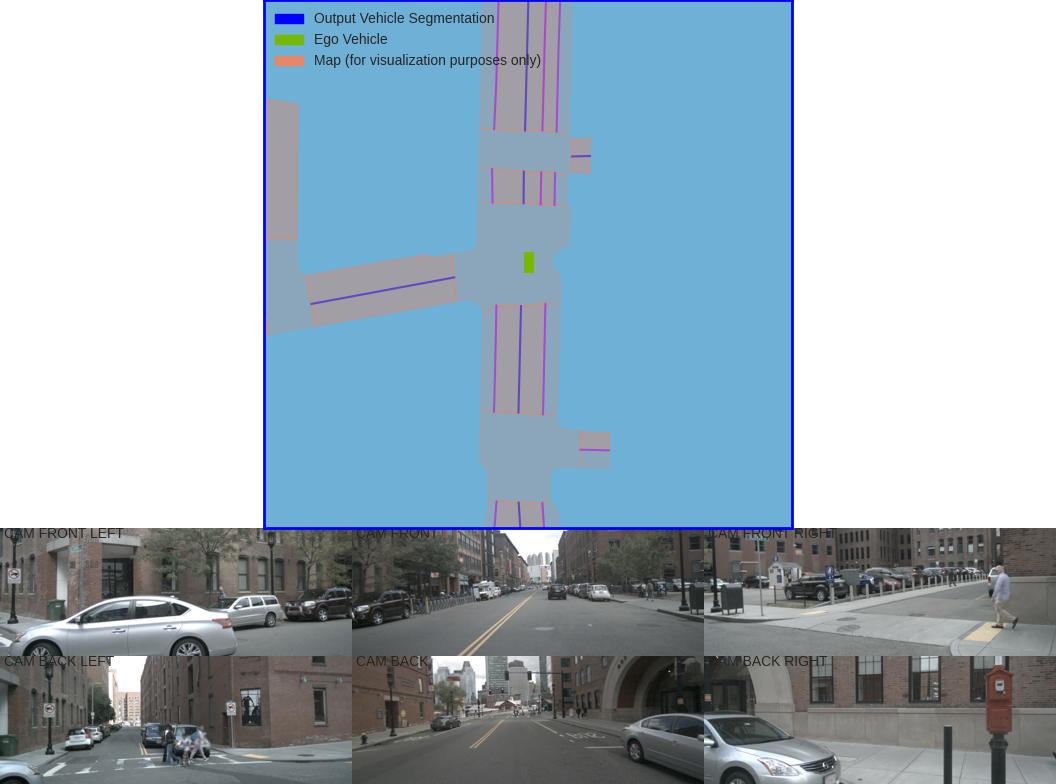 Output Vehicle Segmentation
Ego Vehicle
Map (for visualization purposes only)
CAM FRONT LEFT
CAM FRONT
CAM FRONT RIGHT
CAM BACK LEFT
CAM BACK
CAM BACK RIGHT